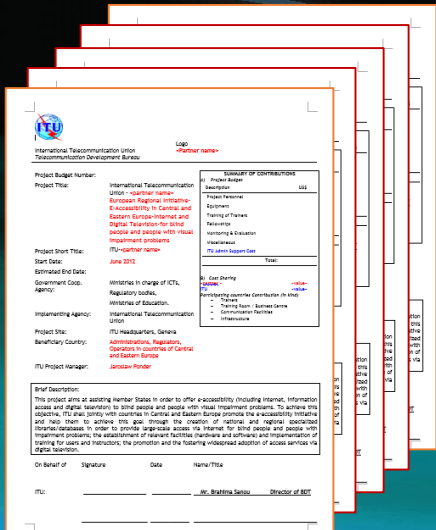 ITU
Logo
International Telecommunication Union
<Partner name>
Telecommunication Development Bureau
Project Budget Number:
Project Title:
International Telecommunication
Union - <partner name>
European Regional Initiative-
E-Accessibility in Central and
Eastern Europe-Internet and
Digital Television-for blind
people and people with visual
impairment problems
Project Short Title:
ITU-<partner name>
Start Date:
June 2012
Estimated End Date:
Government Coop.
Agency:
Ministries in charge of ICTs,
Regulatory bodies,
Ministries of Education.
Implementing Agency:
International Telecommunication
Union
Project Site:
ITU Headquarters, Geneva
Beneficiary Country:
Administrations, Regulators,
Operators in countries of Central
and Eastern Europe
ITU Project Manager:
Jaroslaw Ponder
SUMMARY OF CONTRIBUTIONS
A) Project Budget
Description US$
Project Personnel
Equipment
Training of Trainers
Fellowships
Monitoring & Evaluation
Miscellaneous
ITU Admin Support Cost
Total:
B) Cost Sharing
<partner> <value>
ITU <value>
Participating countries Contribution (in kind)
- Trainers
- Training Room / Business Centre
- Communication Facilities
- Infrastructure
Brief Description:
This project aims at assisting Member States in order to offer e-accessibility (including Internet, information
access and digital television) to blind people and people with visual impairment problems. To achieve this
objective, ITU shall jointly with countries in Central and Eastern Europe promote the e-accessibility initiative
and help them to achieve this goal through the creation of national and regional specialized
libraries/databases in order to provide large-scale access via Internet for blind people and people with
impairment problems; the establishment of relevant facilities (hardware and software) and implementation of
training for users and instructors; the promotion and the fostering widespread adoption of access services via
digital television.
On Behalf of Signature Date Name/Title
ITU:
Mr. Brahima Sanou Director of BDT